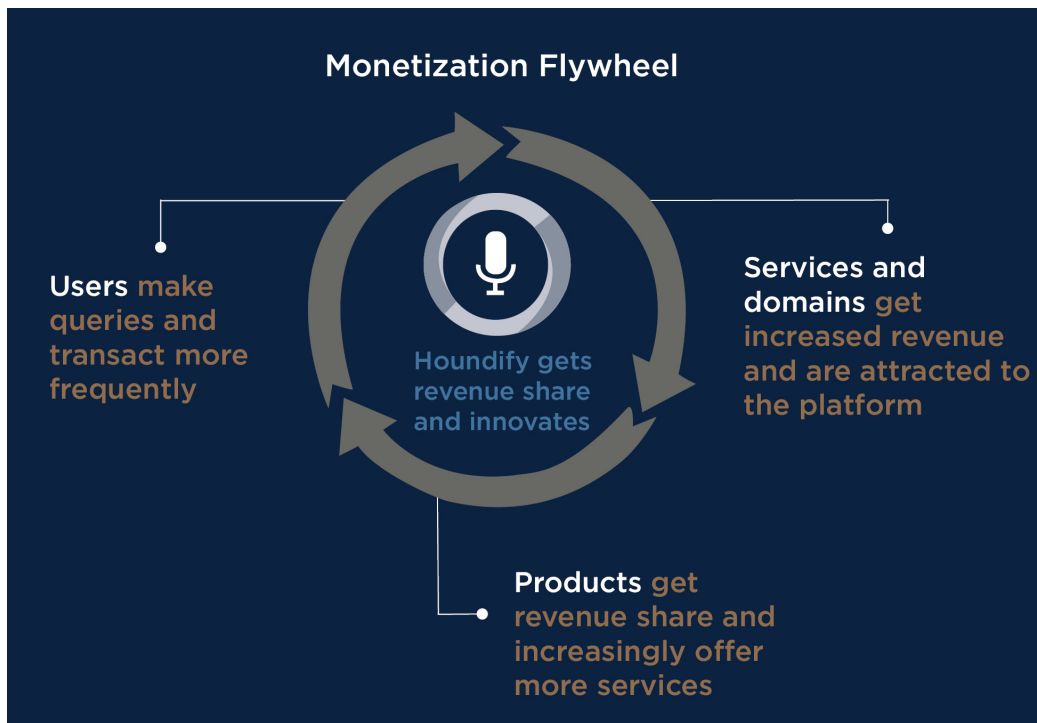 Monetization Flywheel
Users make
queries and
transact more
frequently
Houndify gets
revenue share
and innovates
Services and
domains get
increased revenue
and are attracted to
the platform
Products get
revenue share and
increasingly offer
more services